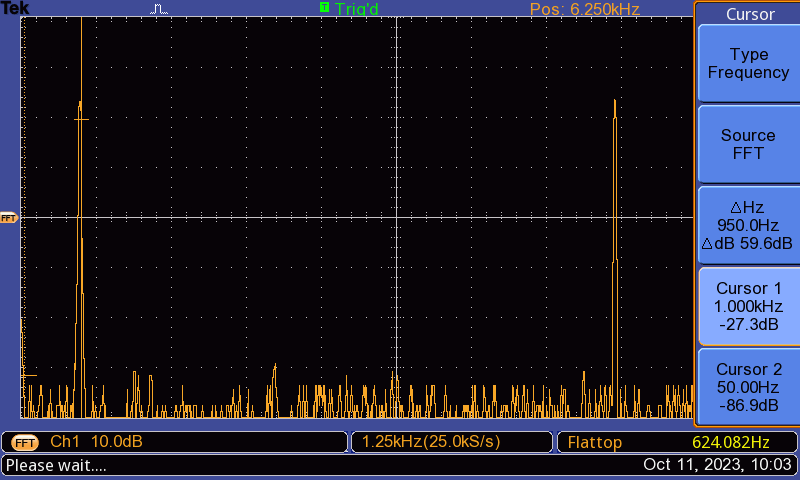 Tek
T Trig'd
Pos: 6.250kHz
Cursor
Type
Frequency
Source
FFT
△Hz
950.0Hz
△dB 59.6dB
Cursor 1
1.000kHz
-27.3dB
Cursor 2
50.00Hz
-86.9dB
FFT
FFT Ch1 10.0dB
1.25kHz(25.0kS/s)
Flattop
624.082Hz
Please wait....
Oct 11, 2023, 10:03